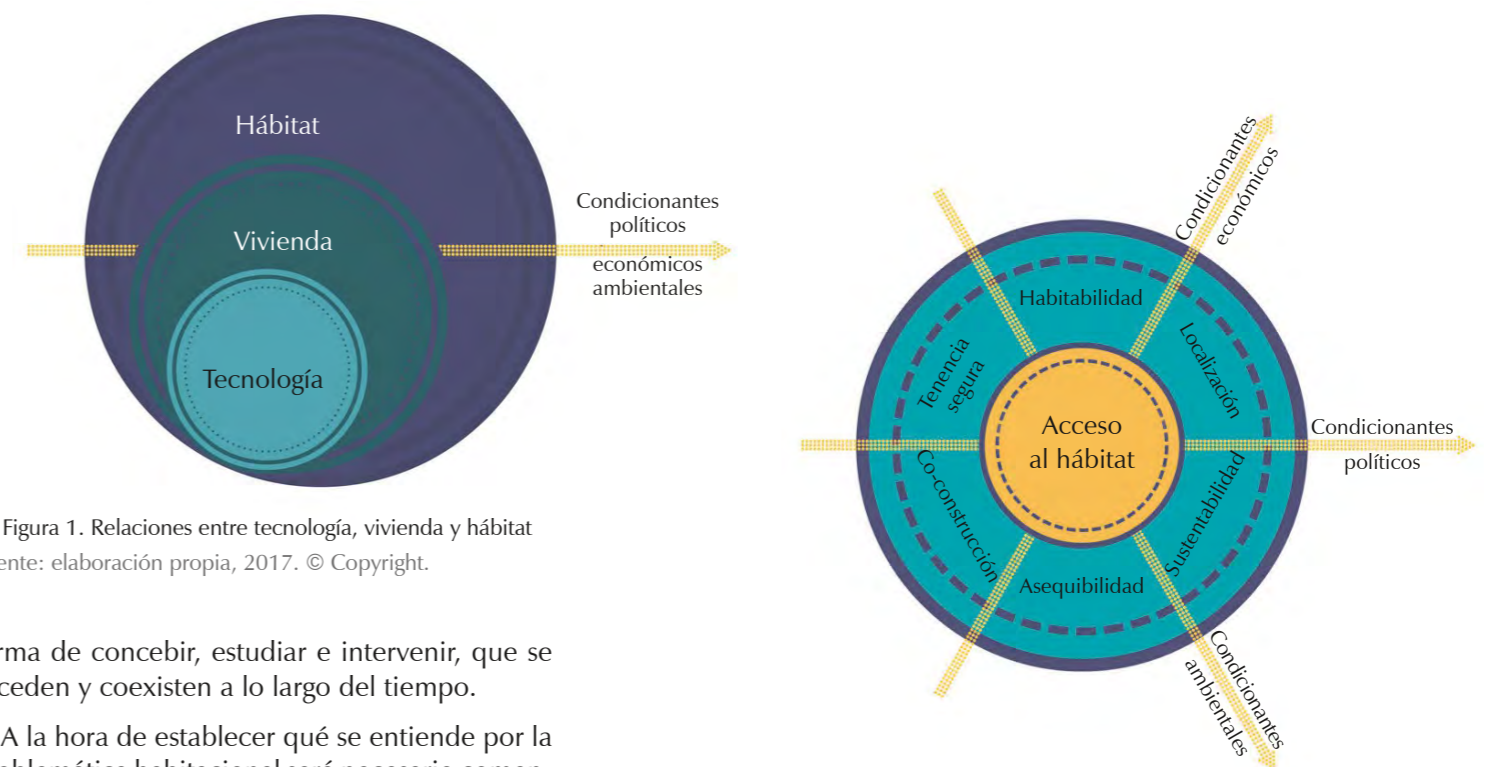 Hábitat
Vivienda
Tecnología
Condicionantes
políticos
económicos
ambientales
Figura 1. Relaciones entre tecnología, vivienda y hábitat
ente: elaboración propia, 2017. © Copyright.
rma de concebir, estudiar e intervenir, que se
ceden y coexisten a lo largo del tiempo.
A la hora de establecer qué se entiende por la
Condicionantes
económicos
Habitabilidad
Localización
Tenencia
segura
Acceso
al hábitat
Condicionantes
políticos
Co-construcción
Sustentabilidad
Asequibilidad
Condicionantes
ambientales